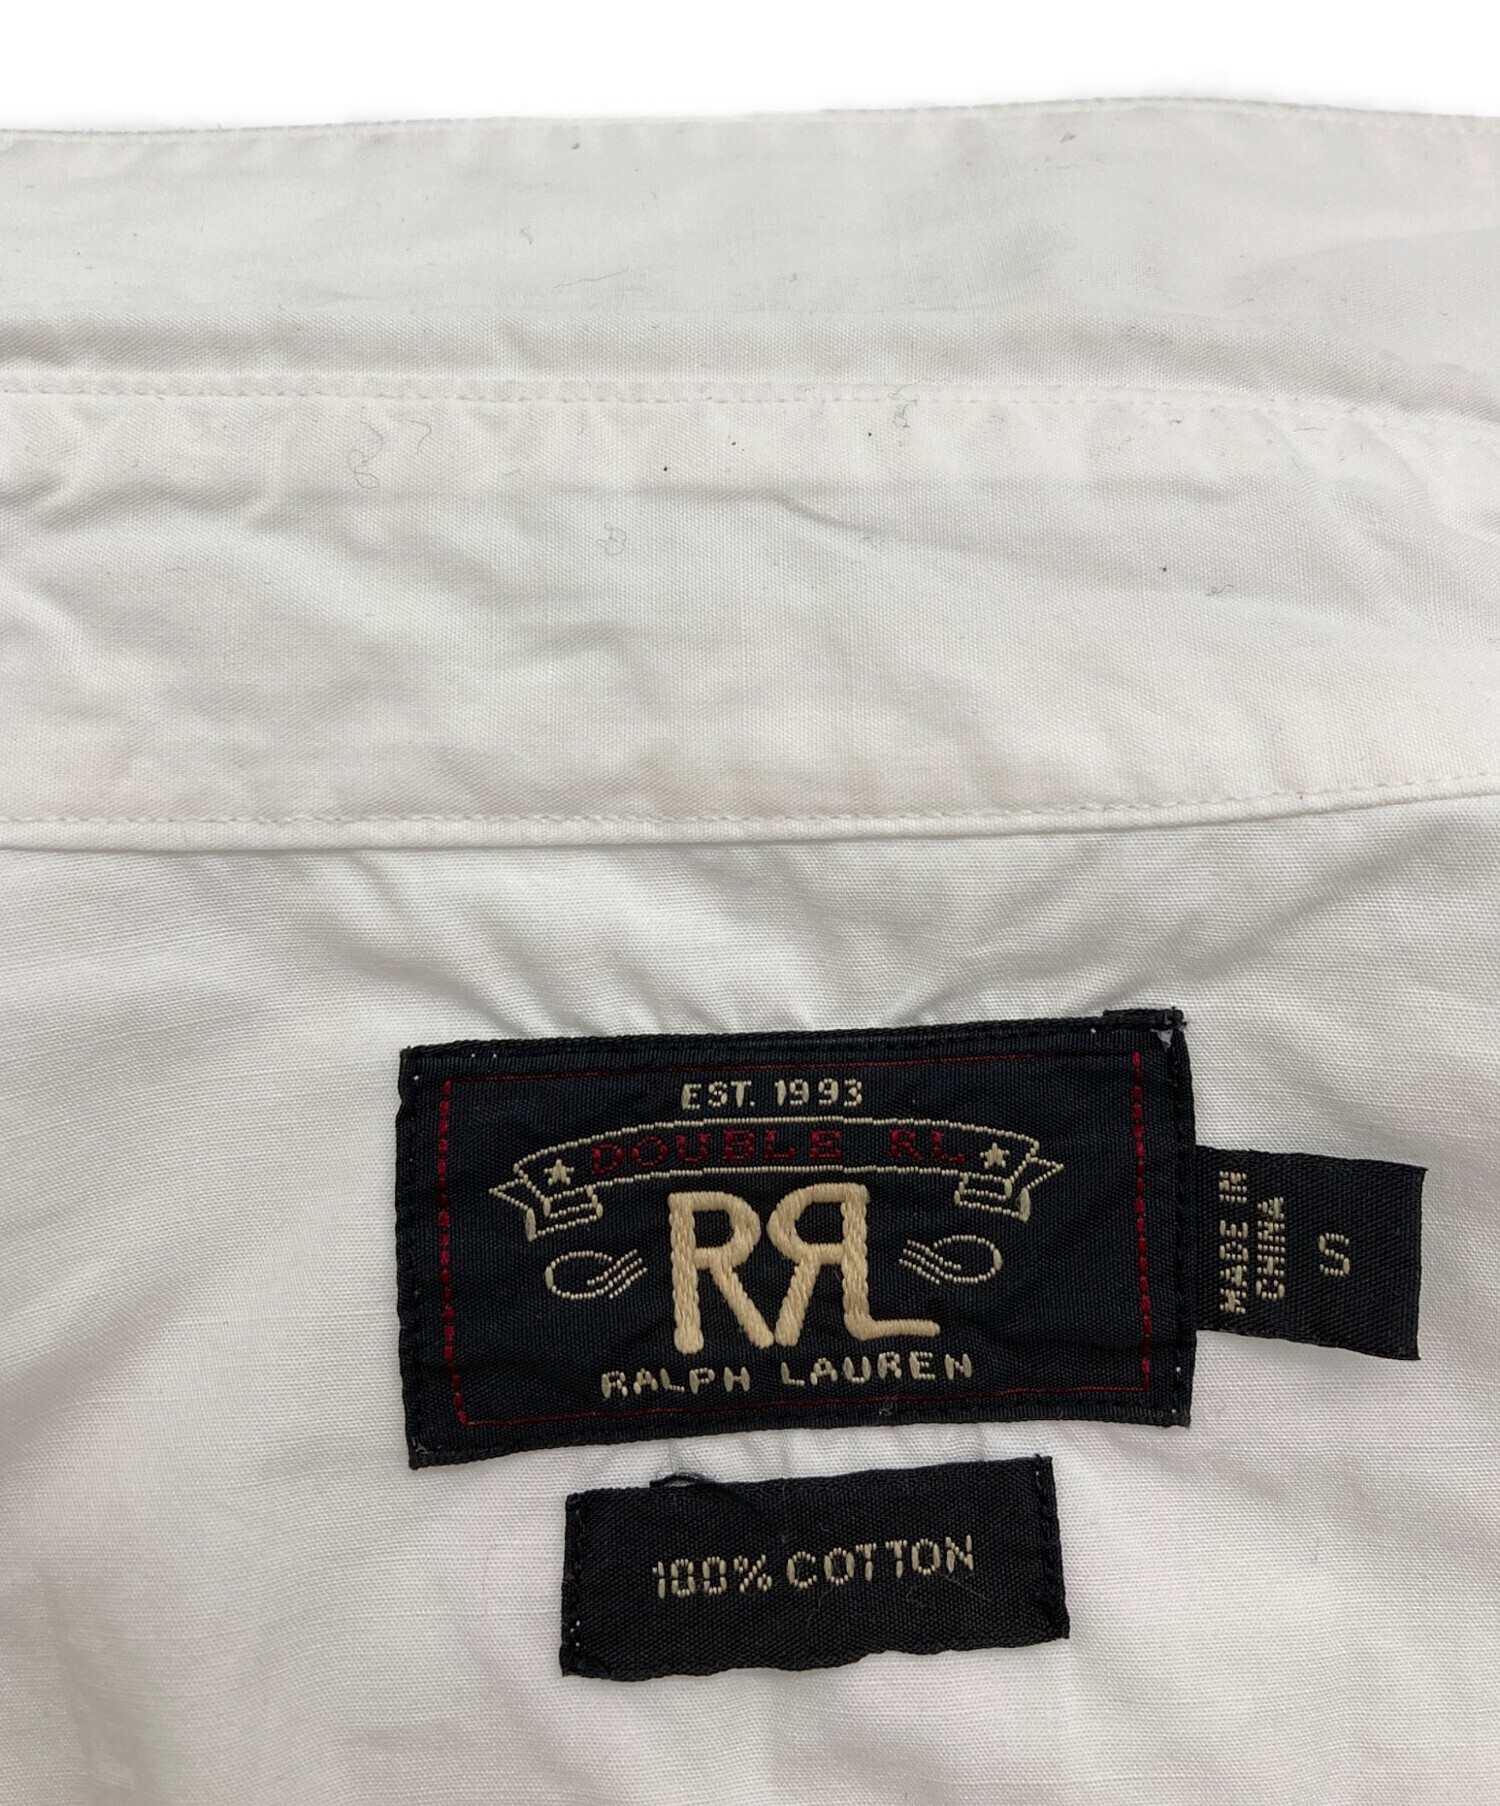 EST. 1993
DOUBLE RL
RRL
RALPH LAUREN
MADE IN
CHINA
S
100% COTTON